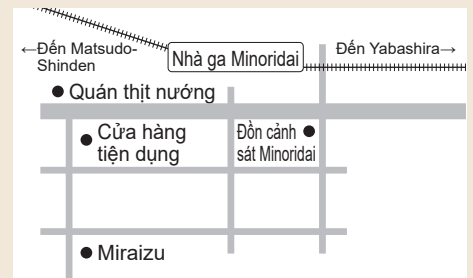 ←Đến Matsudo-
Shinden
Nhà ga Minoridai
Đến Yabashira→
Quán thịt nướng
Cửa hàng
tiện dụng
Đồn cảnh
sát Minoridai
Miraizu